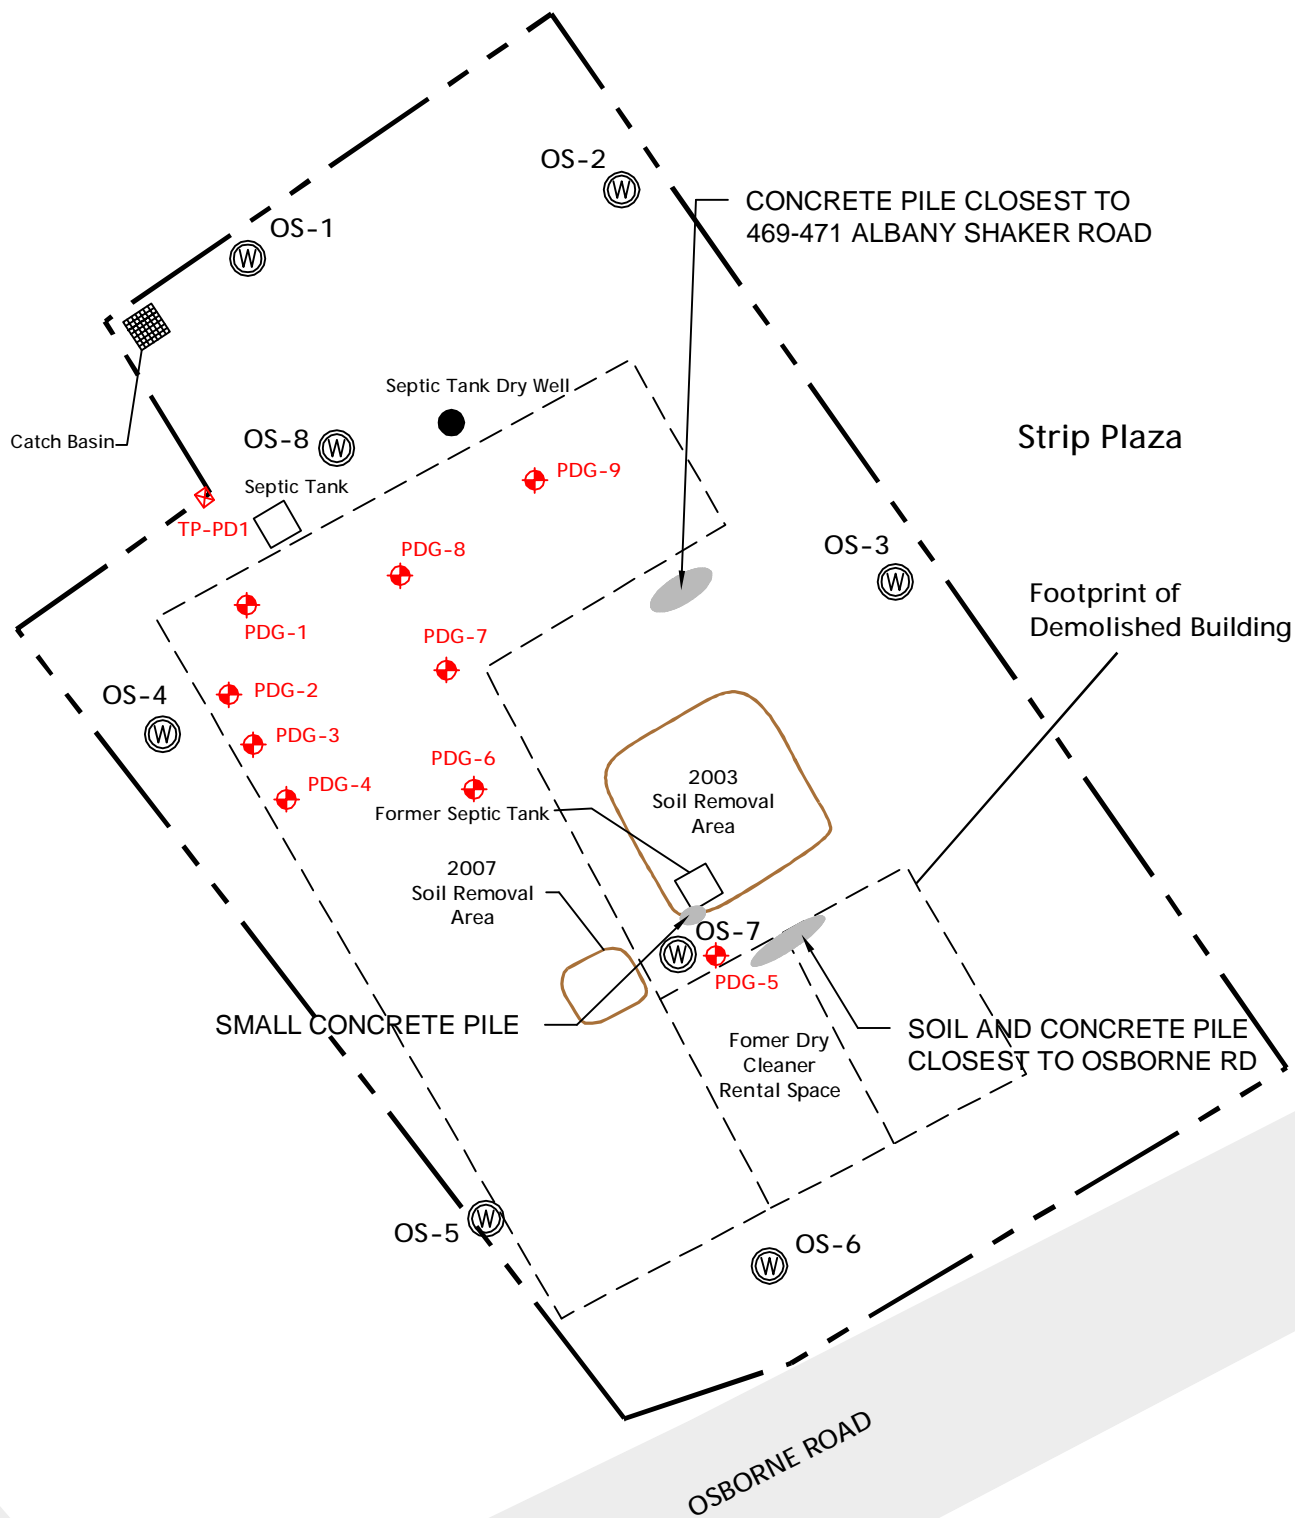 OS-2
CONCRETE PILE CLOSEST TO
469-471 ALBANY SHAKER ROAD
OS-1
W
W
Septic Tank Dry Well
Catch Basin
OS-8
W
Strip Plaza
Septic Tank
PDG-9
TP-PD1
PDG-8
OS-3
W
Footprint of
Demolished Building
PDG-1
PDG-7
PDG-2
OS-4
W
PDG-3
PDG-6
PDG-4
Former Septic Tank
2003
Soil Removal
Area
2007
Soil Removal
Area
OS-7
W
PDG-5
SMALL CONCRETE PILE
SOIL AND CONCRETE PILE
CLOSEST TO OSBORNE RD
Fomer Dry
Cleaner
Rental Space
OS-5
W
OS-6
W
OSBORNE ROAD